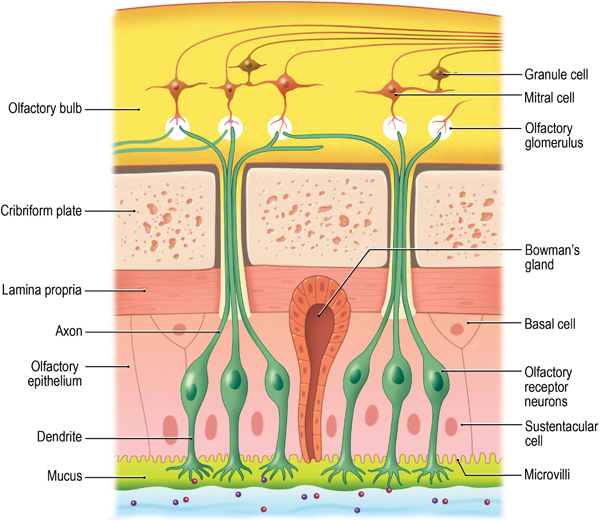 Olfactory bulb
Cribriform plate
Lamina propria
Axon
Olfactory
epithelium
Dendrite
Mucus
Granule cell
Mitral cell
Olfactory
glomerulus
Bowman's
gland
Basal cell
Olfactory
receptor
neurons
Sustentacular
cell
Microvilli